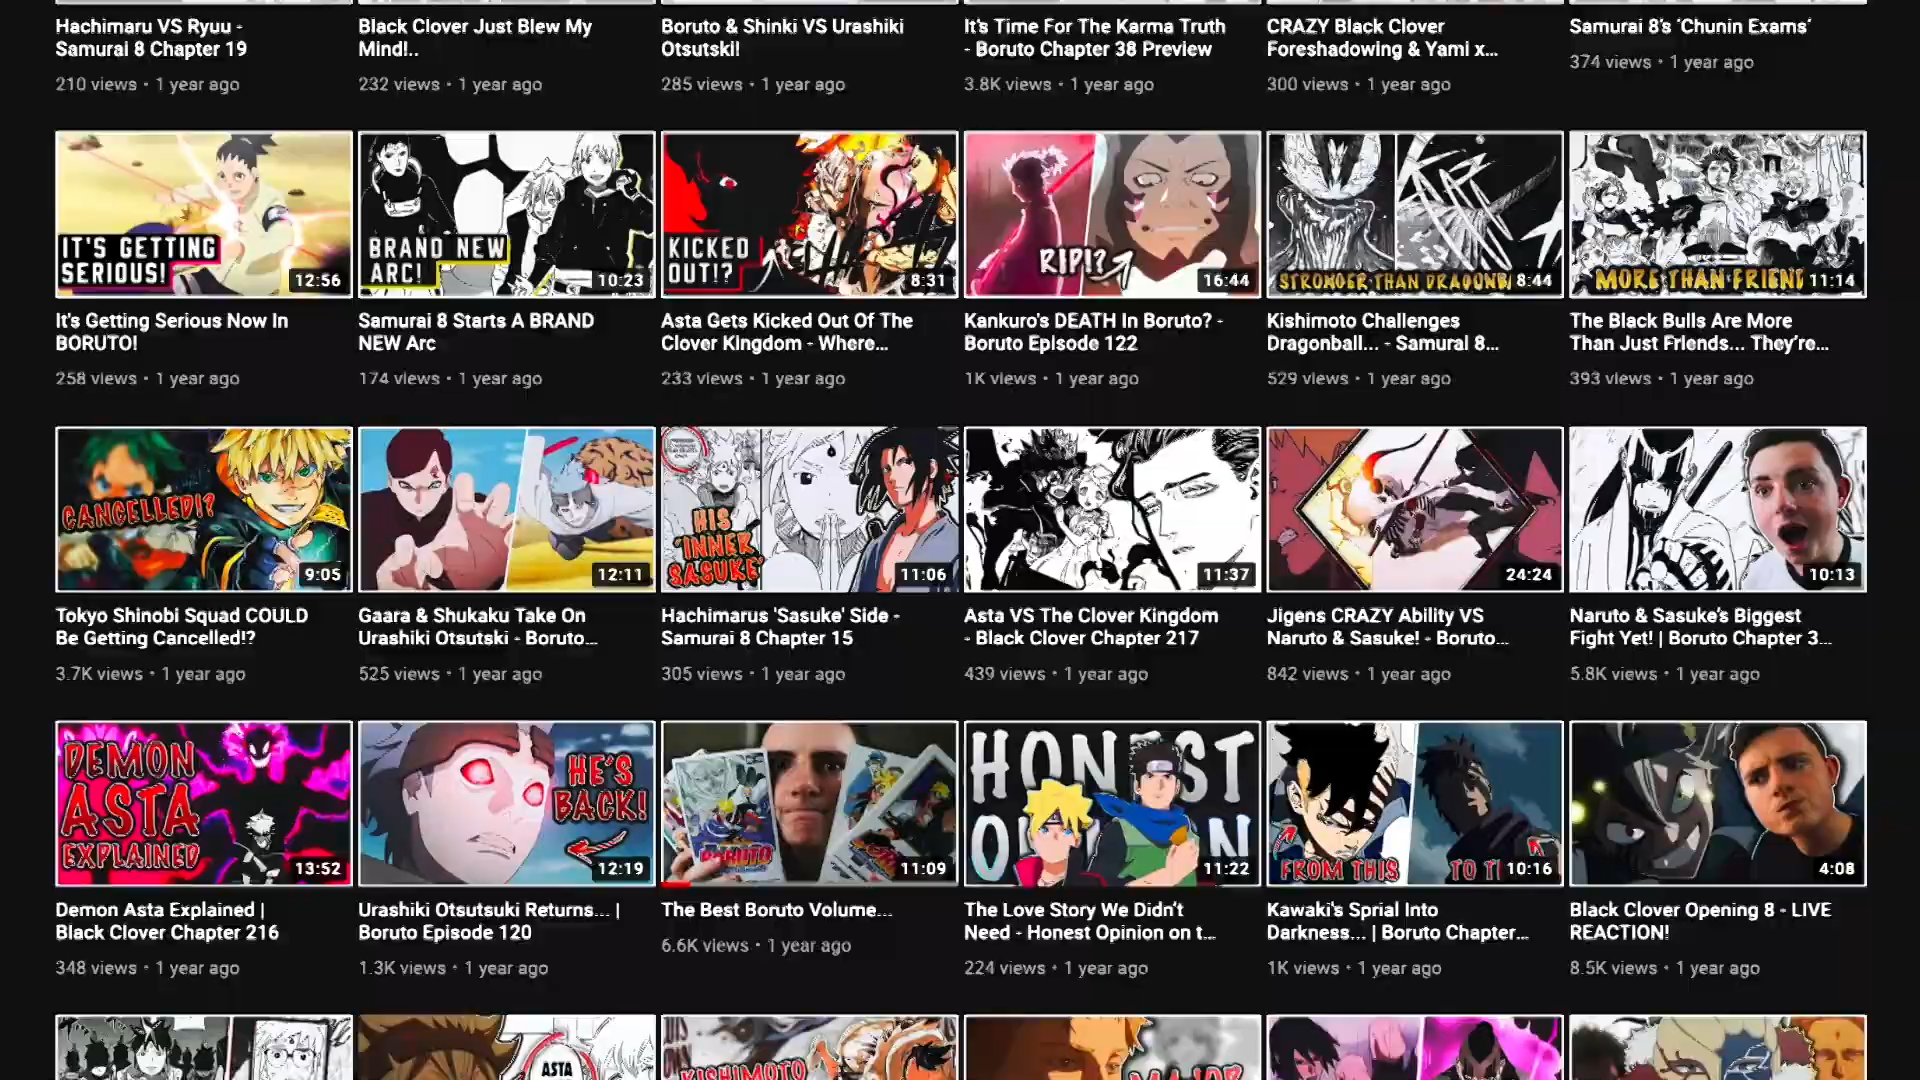 Hachimaru VS Ryuu -
Samurai 8 Chapter 19
210 views • 1 year ago
Black Clover Just Blew My
Mind!..
232 views • 1 year ago
Boruto & Shinki VS Urashiki
Otsutski!
285 views • 1 year ago
It's Time For The Karma Truth
- Boruto Chapter 38 Preview
3.8K views • 1 year ago
CRAZY Black Clover
Foreshadowing & Yami x...
300 views • 1 year ago
Samurai 8's ‘Chunin Exams’
374 views • 1 year ago
IT'S GETTING
SERIOUS!
12:56
It's Getting Serious Now In
BORUTO!
258 views • 1 year ago
BRAND NEW
ARC!
10:23
Samurai 8 Starts A BRAND
NEW Arc
174 views • 1 year ago
KICKED
OUT!?
8:31
Asta Gets Kicked Out Of The
Clover Kingdom - Where...
233 views • 1 year ago
RIP!?
16:44
Kankuro's DEATH In Boruto? -
Boruto Episode 122
1K views • 1 year ago
STRONGER THAN DRAGONB
8:44
Kishimoto Challenges
Dragonball... - Samurai 8...
529 views • 1 year ago
MORE THAN FRIEND
11:14
The Black Bulls Are More
Than Just Friends... They’re...
393 views • 1 year ago
CANCELLED!?
9:05
Tokyo Shinobi Squad COULD
Be Getting Cancelled!?
3.7K views • 1 year ago
12:11
Gaara & Shukaku Take On
Urashiki Otsutski - Boruto...
525 views • 1 year ago
HIS
'INNER
SASUKE'
11:06
Hachimarus 'Sasuke' Side -
Samurai 8 Chapter 15
305 views • 1 year ago
11:37
Asta VS The Clover Kingdom
- Black Clover Chapter 217
439 views • 1 year ago
24:24
Jigens CRAZY Ability VS
Naruto & Sasuke! - Boruto...
842 views • 1 year ago
10:13
Naruto & Sasuke’s Biggest
Fight Yet! | Boruto Chapter 3...
5.8K views • 1 year ago
DEMON
ASTA
EXPLAINED
13:52
Demon Asta Explained |
Black Clover Chapter 216
348 views • 1 year ago
HE'S
BACK!
12:19
Urashiki Otsutsuki Returns... |
Boruto Episode 120
1.3K views • 1 year ago
BORUTO
11:09
The Best Boruto Volume...
6.6K views • 1 year ago
HONEST
11:22
The Love Story We Didn’t
Need - Honest Opinion on t...
224 views • 1 year ago
FROM THIS
TO
10:16
Kawaki's Sprial Into
Darkness... | Boruto Chapter...
1K views • 1 year ago
4:08
Black Clover Opening 8 - LIVE
REACTION!
8.5K views • 1 year ago
ASTA
KISHIMOTO
MAJOR